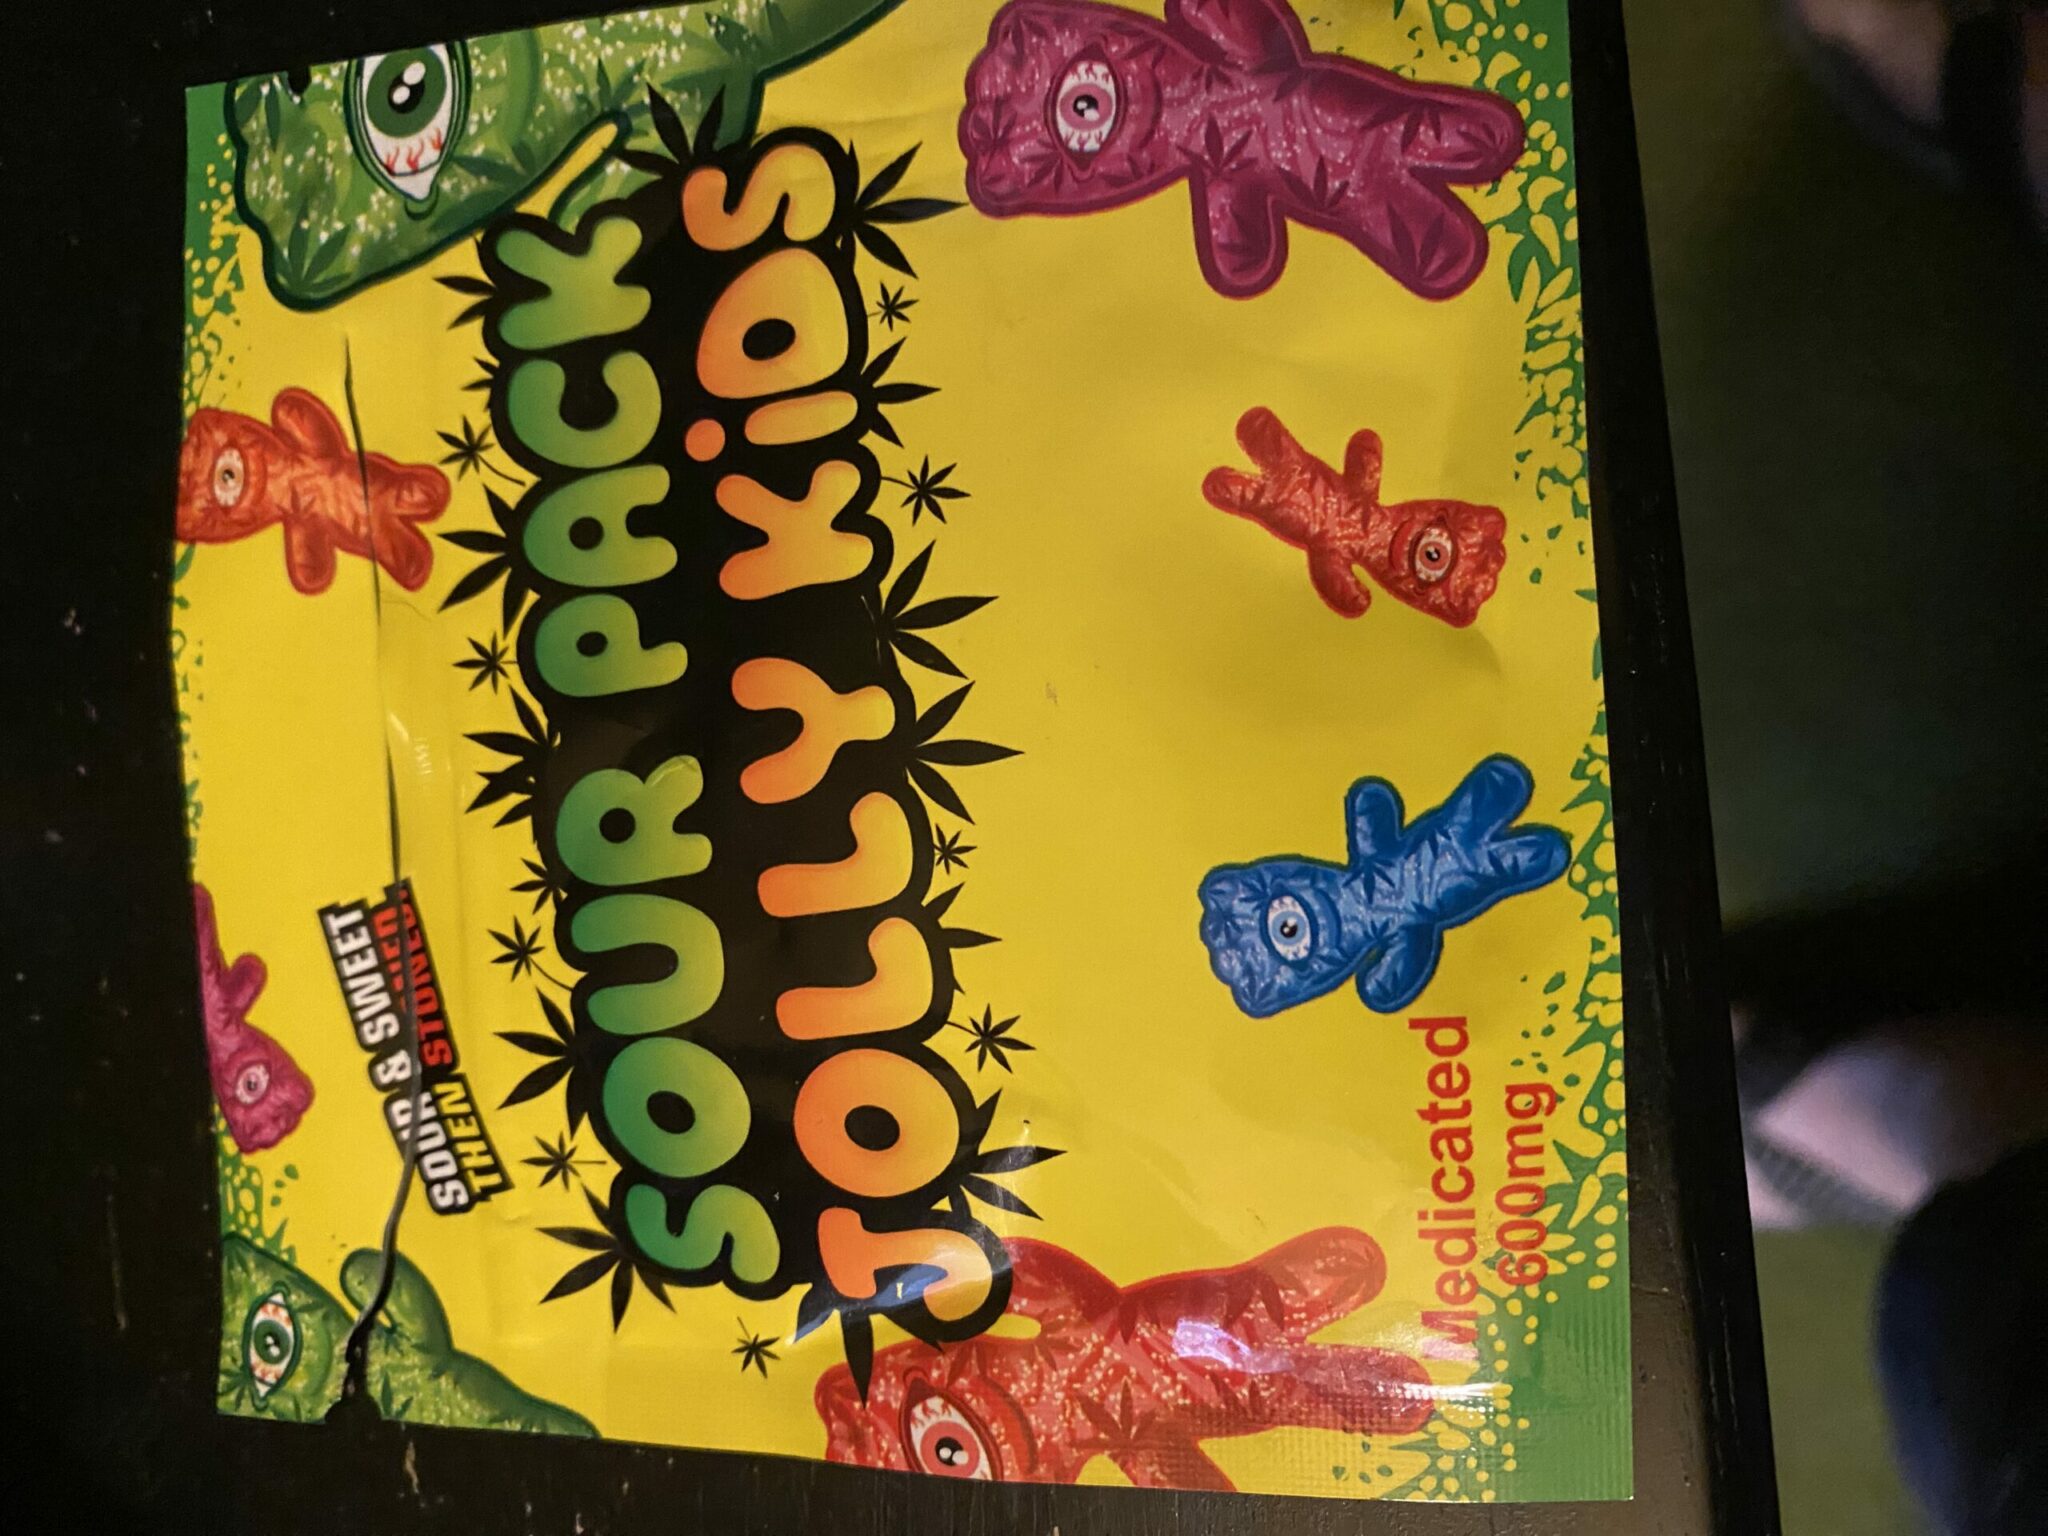 SOUR & SWEET
THEN STONED.
SOUR PACK
JOLLY KiDS
Medicated
600mg